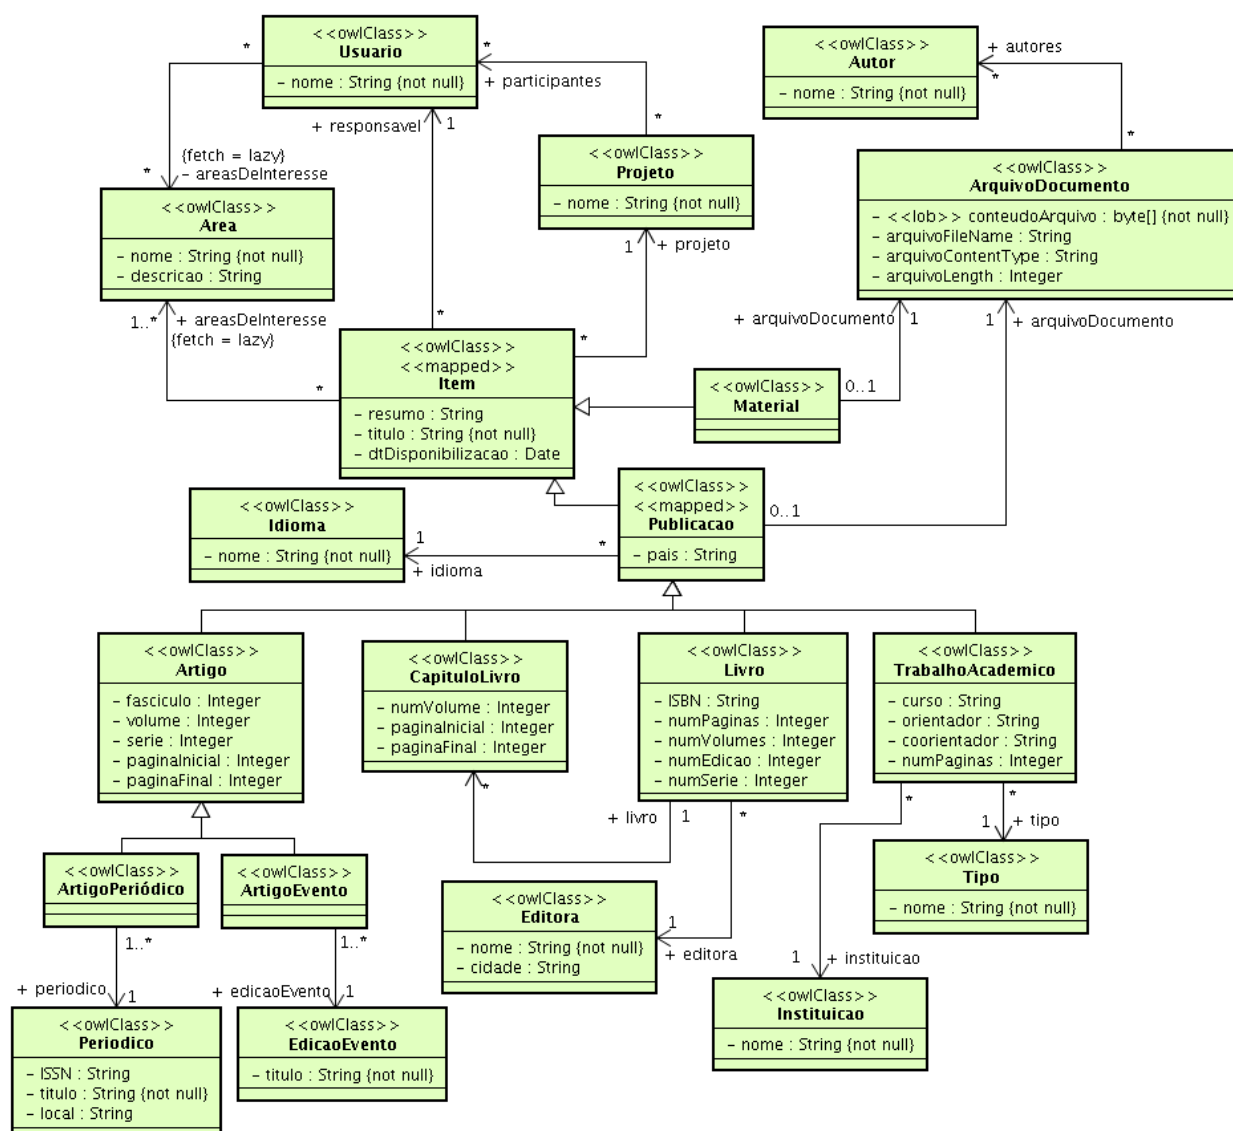 <<owlClass>>
Usuario
- nome : String {not null}
*
*
+ participantes
<<owlClass>>
Autor
- nome : String {not null}
+ autores
*
+ responsavel
1
*
*
{fetch = lazy}
- areasDeInteresse
*
<<owlClass>>
Projeto
- nome : String {not null}
<<owlClass>>
ArquivoDocumento
- <<lob>> conteudoArquivo : byte[] {not null}
- arquivoFileName : String
- arquivoContentType : String
- arquivoLength : Integer
<<owlClass>>
Area
- nome : String {not null}
- descricao : String
1
+ projeto
1..*
+ areasDeInteresse
{fetch = lazy}
*
*
*
+ arquivoDocumento
1
1
+ arquivoDocumento
<<owlClass>>
<<mapped>>
Item
- resumo : String
- titulo : String {not null}
- dtDisponibilizacao : Date
<<owlClass>>
Material
0..1
<<owlClass>>
<<mapped>>
Publicacao
- pais : String
0..1
<<owlClass>>
Idioma
- nome : String {not null}
1
*
+ idioma
<<owlClass>>
Artigo
- fasciculo : Integer
- volume : Integer
- serie : Integer
- paginaInicial : Integer
- paginaFinal : Integer
<<owlClass>>
CapituloLivro
- numVolume : Integer
- paginaInicial : Integer
- paginaFinal : Integer
<<owlClass>>
Livro
- ISBN : String
- numPaginas : Integer
- numVolumes : Integer
- numEdicao : Integer
- numSerie : Integer
<<owlClass>>
TrabalhoAcademico
- curso : String
- orientador : String
- coorientador : String
- numPaginas : Integer
*
+ livro
1
*
*
*
1
+ tipo
<<owlClass>>
ArtigoPeriódico
<<owlClass>>
ArtigoEvento
<<owlClass>>
Tipo
- nome : String {not null}
<<owlClass>>
Editora
- nome : String {not null}
- cidade : String
1
+ editora
1..*
1..*
1
+ instituicao
+ periodico
1
+ edicaoEvento
1
<<owlClass>>
Periodico
- ISSN : String
- titulo : String {not null}
- local : String
<<owlClass>>
EdicaoEvento
- titulo : String {not null}
<<owlClass>>
Instituicao
- nome : String {not null}